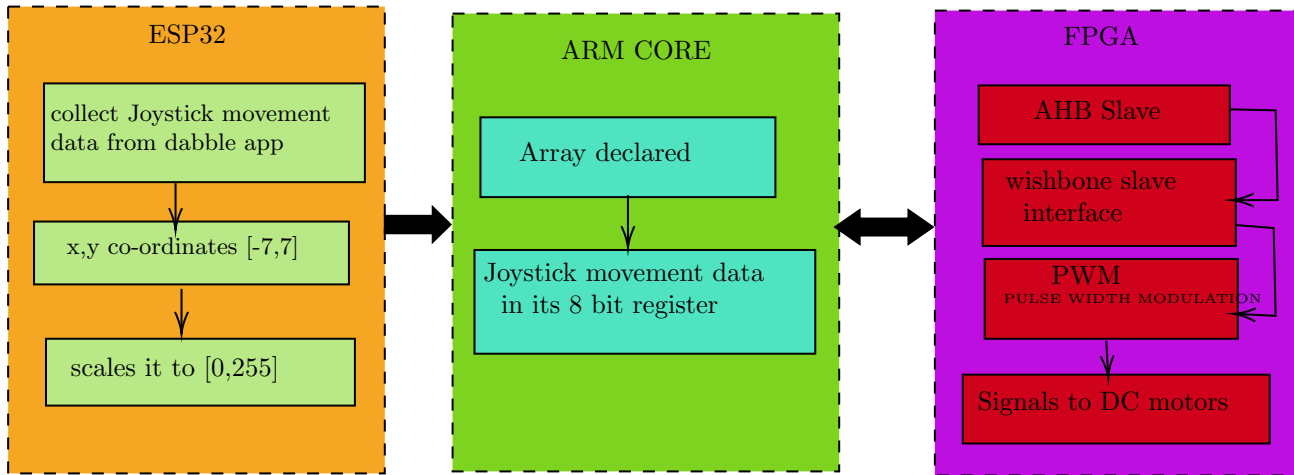 ESP32
collect Joystick movement
data from dabble app
x,y co-ordinates [-7,7]
scales it to [0,255]
ARM CORE
Array declared
Joystick movement data
in its 8 bit register
FPGA
AHB Slave
wishbone slave
interface
PWM
PULSE WIDTH MODULATION
Signals to DC motors